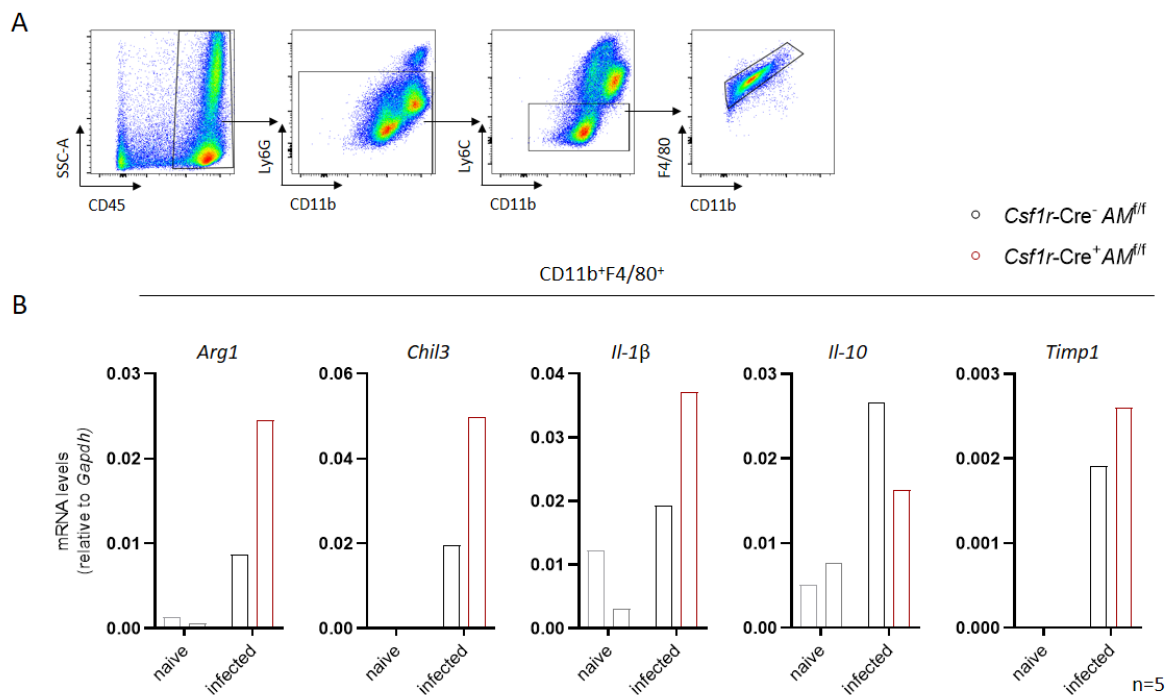 A
SSC-A
CD45
Ly6G
CD11b
Ly6C
CD11b
F4/80
CD11b
Csf1r-Cre⁻ AMᶠ/ᶠ
Csf1r-Cre⁺ AMᶠ/ᶠ
CD11b⁺F4/80⁺
B
mRNA levels
(relative to Gapdh)
Arg1
0.03
0.02
0.01
0.00
naive
infected
Chil3
0.06
0.04
0.02
0.00
naive
infected
Il-1β
0.04
0.03
0.02
0.01
0.00
naive
infected
Il-10
0.03
0.02
0.01
0.00
naive
infected
Timp1
0.003
0.002
0.001
0.000
naive
infected
n=5